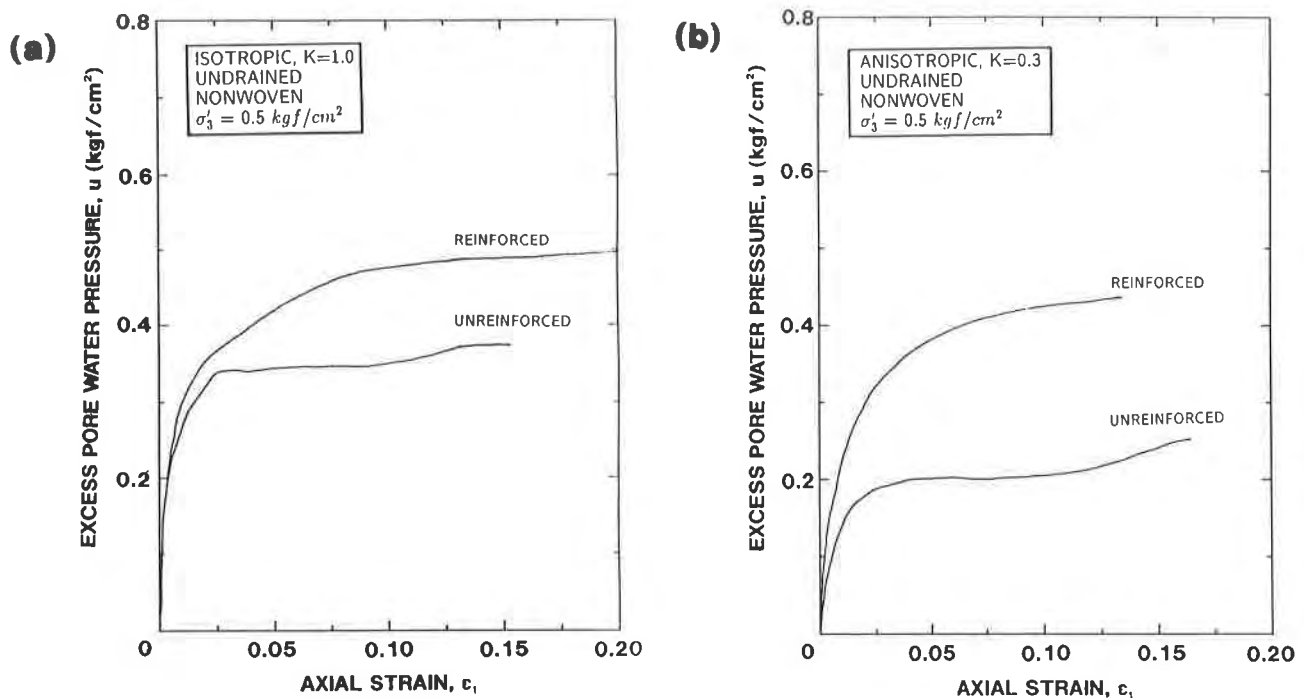 (a)
EXCESS PORE WATER PRESSURE, u (kgf/cm²)
0.8
0.6
0.4
0.2
0
ISOTROPIC, K=1.0
UNDRAINED
NONWOVEN
σ′₃ = 0.5 kgf/cm²
REINFORCED
UNREINFORCED
0.05
0.10
0.15
0.20
AXIAL STRAIN, ε₁
(b)
EXCESS PORE WATER PRESSURE, u (kgf/cm²)
0.8
0.6
0.4
0.2
0
ANISOTROPIC, K=0.3
UNDRAINED
NONWOVEN
σ′₃ = 0.5 kgf/cm²
REINFORCED
UNREINFORCED
0.05
0.10
0.15
0.20
AXIAL STRAIN, ε₁